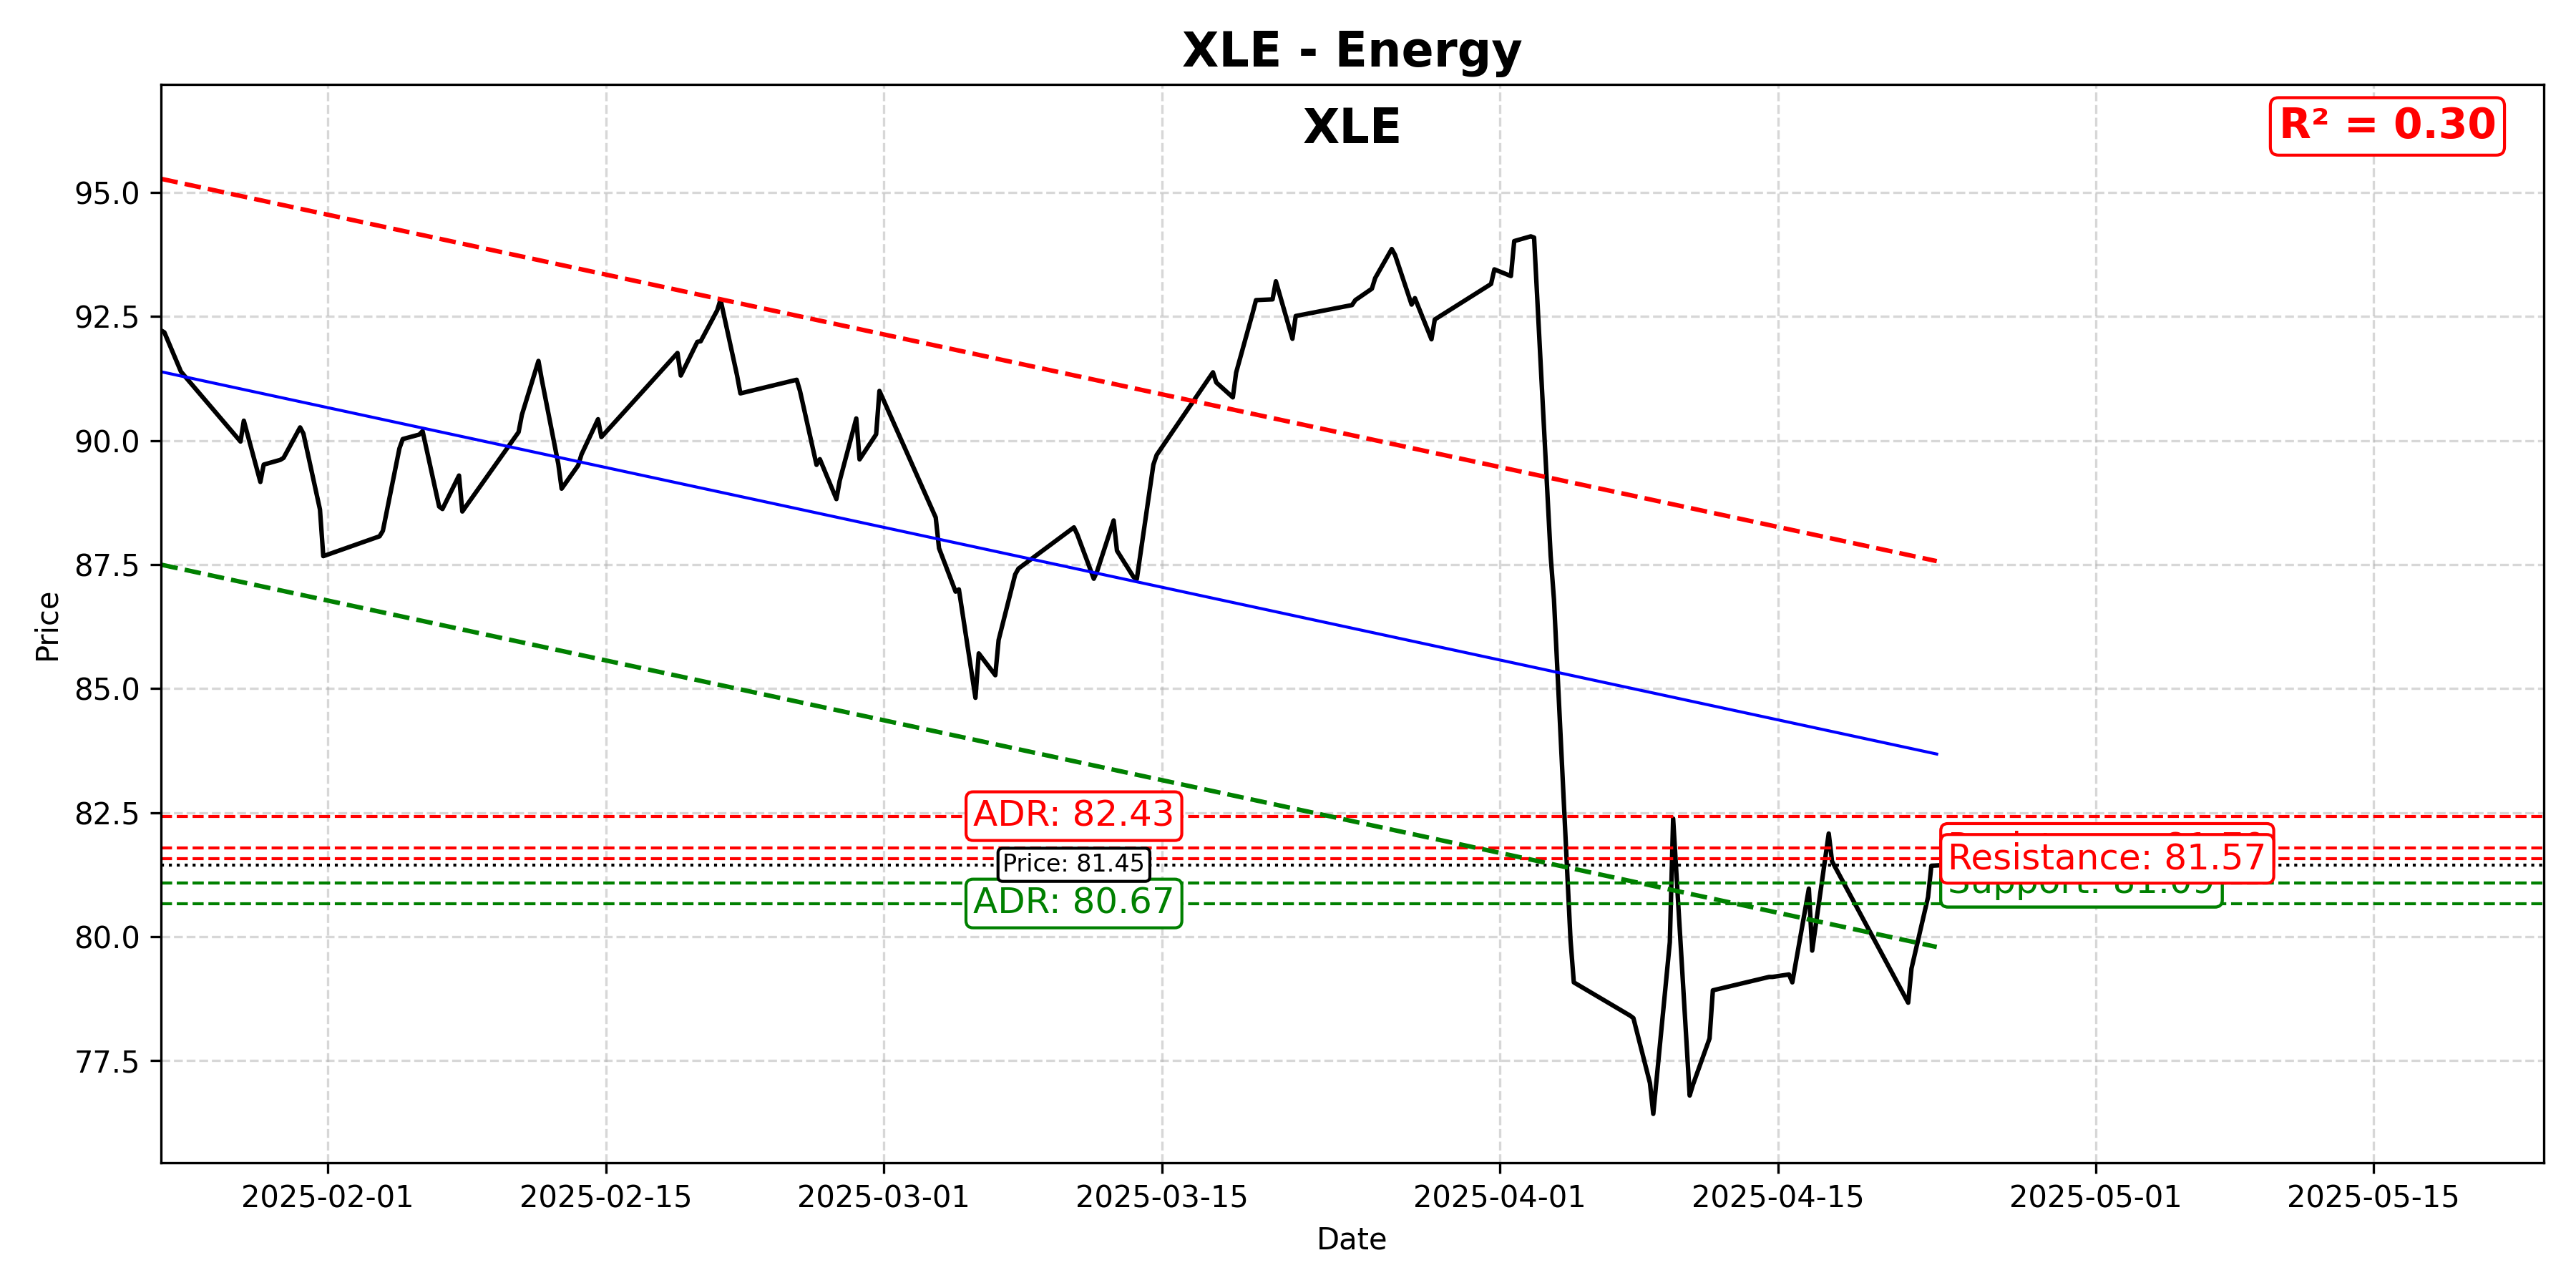 XLE - Energy
XLE
R² = 0.30
95.0
92.5
90.0
87.5
85.0
82.5
80.0
77.5
Price
ADR: 82.43
Price: 81.45
ADR: 80.67
Resistance: 81.57
2025-02-01
2025-02-15
2025-03-01
2025-03-15
2025-04-01
2025-04-15
2025-05-01
2025-05-15
Date